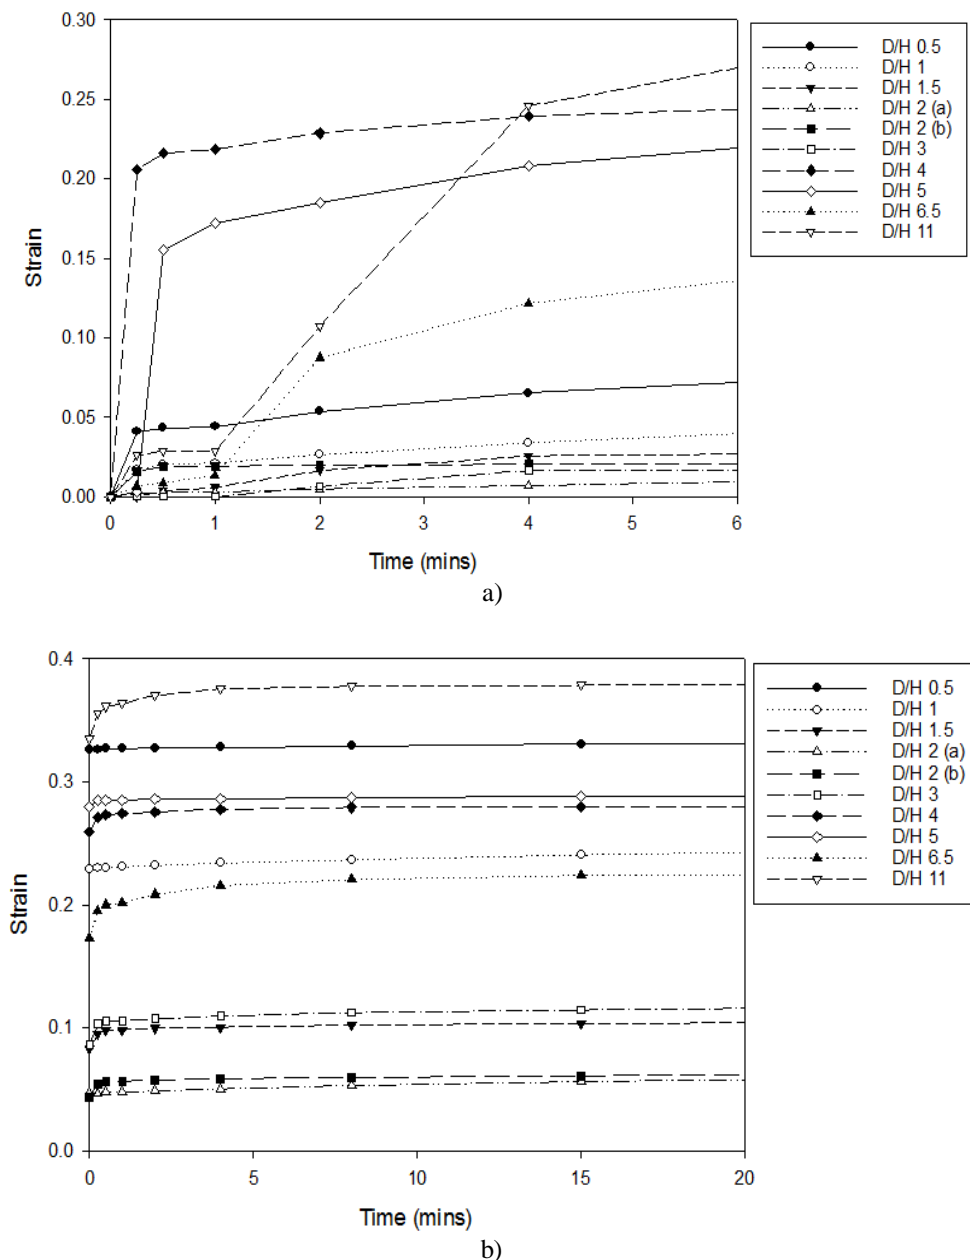 0.30
0.25
0.20
0.15
0.10
0.05
0.00
Strain
0 1 2 3 4 5 6
Time (mins)
D/H 0.5
D/H 1
D/H 1.5
D/H 2 (a)
D/H 2 (b)
D/H 3
D/H 4
D/H 5
D/H 6.5
D/H 11
a)
0.4
0.3
0.2
0.1
0.0
Strain
0 5 10 15 20
Time (mins)
D/H 0.5
D/H 1
D/H 1.5
D/H 2 (a)
D/H 2 (b)
D/H 3
D/H 4
D/H 5
D/H 6.5
D/H 11
b)